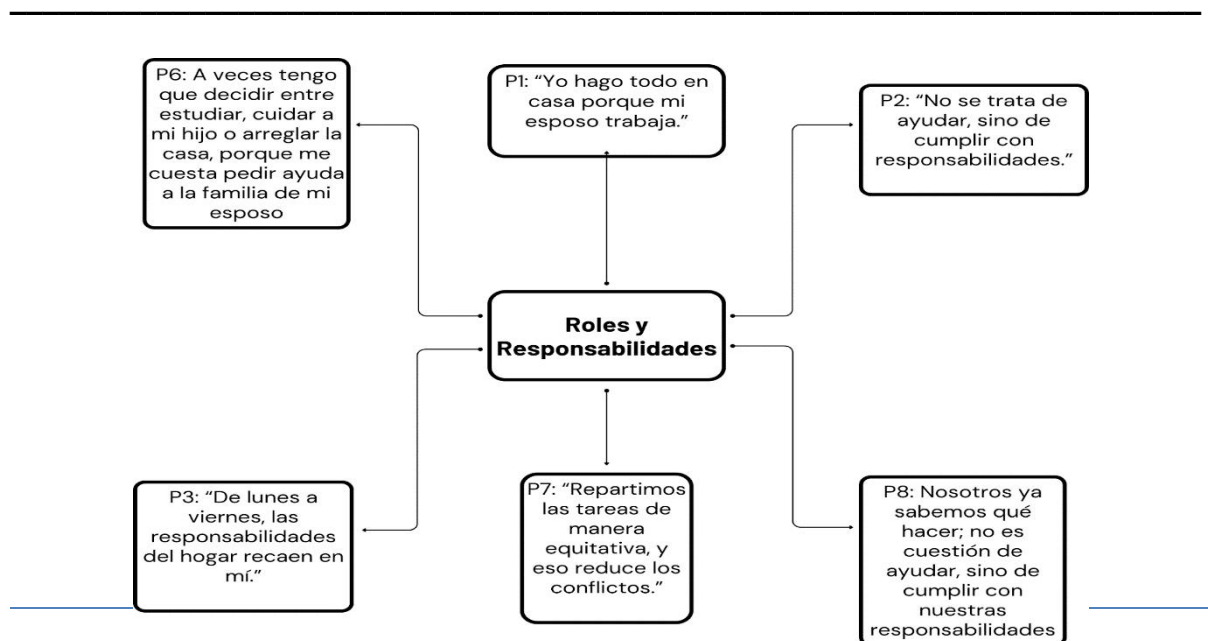 P6: A veces tengo
que decidir entre
estudiar, cuidar a
mi hijo o arreglar la
casa, porque me
cuesta pedir ayuda
a la familia de mi
esposo
P1: “Yo hago todo en
casa porque mi
esposo trabaja.”
P2: “No se trata de
ayudar, sino de
cumplir con
responsabilidades.”
Roles y
Responsabilidades
P3: “De lunes a
viernes, las
responsabilidades
del hogar recaen en
mí.”
P7: “Repartimos
las tareas de
manera
equitativa, y
eso reduce los
conflictos.”
P8: Nosotros ya
sabemos qué
hacer; no es
cuestión de
ayudar, sino de
cumplir con
nuestras
responsabilidades